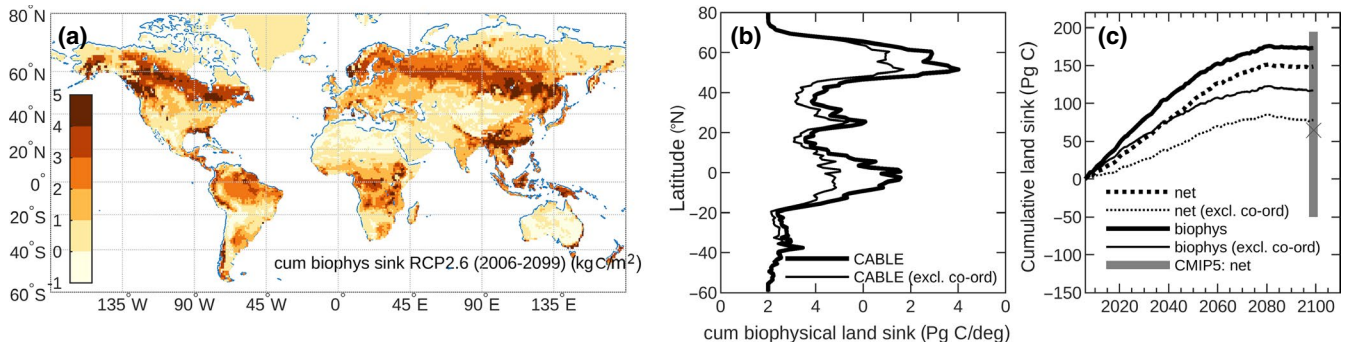 (a)
80°N
60°N
40°N
20°N
0°
20°S
40°S
60°S
5
4
3
2
1
0
-1
cum biophys sink RCP2.6 (2006-2099) (kgC/m²)
135°W 90°W 45°W 0° 45°E 90°E 135°E
(b)
Latitude (°N)
80
60
40
20
0
−20
−40
−60
CABLE
CABLE (excl. co-ord)
0 2 4 0 2 4 0
cum biophysical land sink (Pg C/deg)
(c)
Cumulative land sink (Pg C)
200
150
100
50
0
−50
−100
−150
net
net (excl. co-ord)
biophys
biophys (excl. co-ord)
CMIP5: net
2020 2040 2060 2080 2100